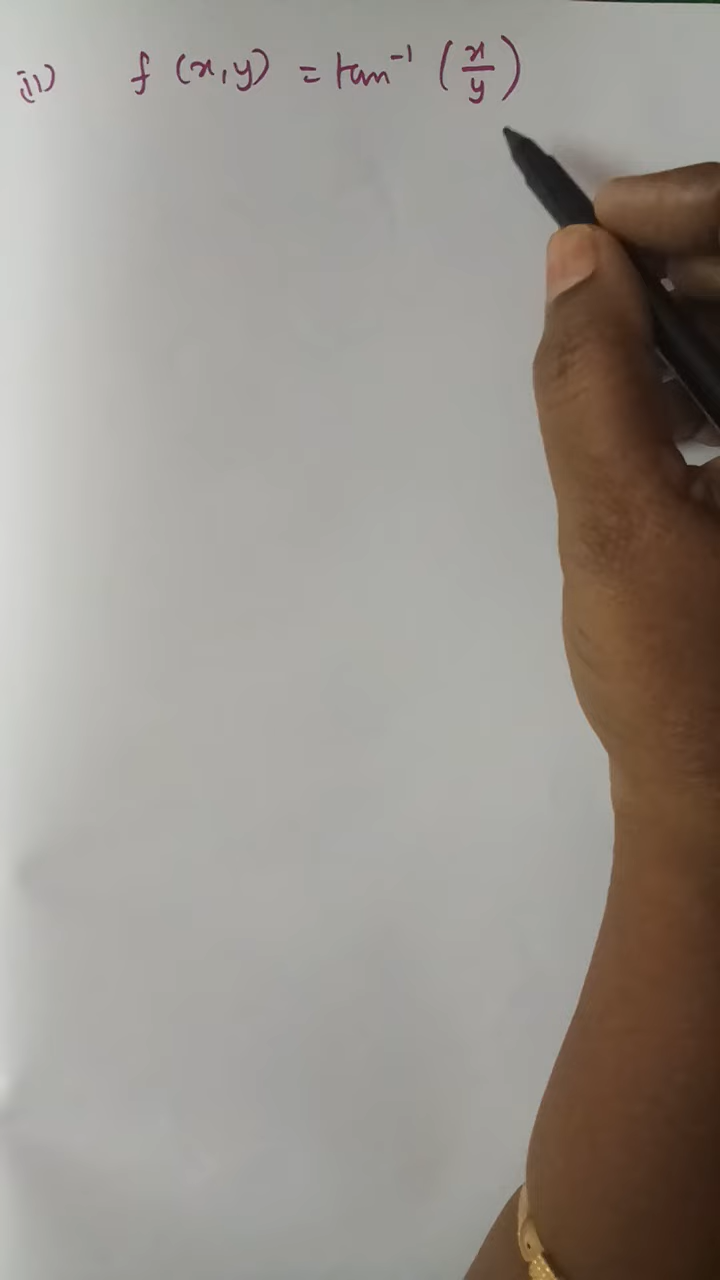 (ii) f (x,y) = tan⁻¹ (x/y)